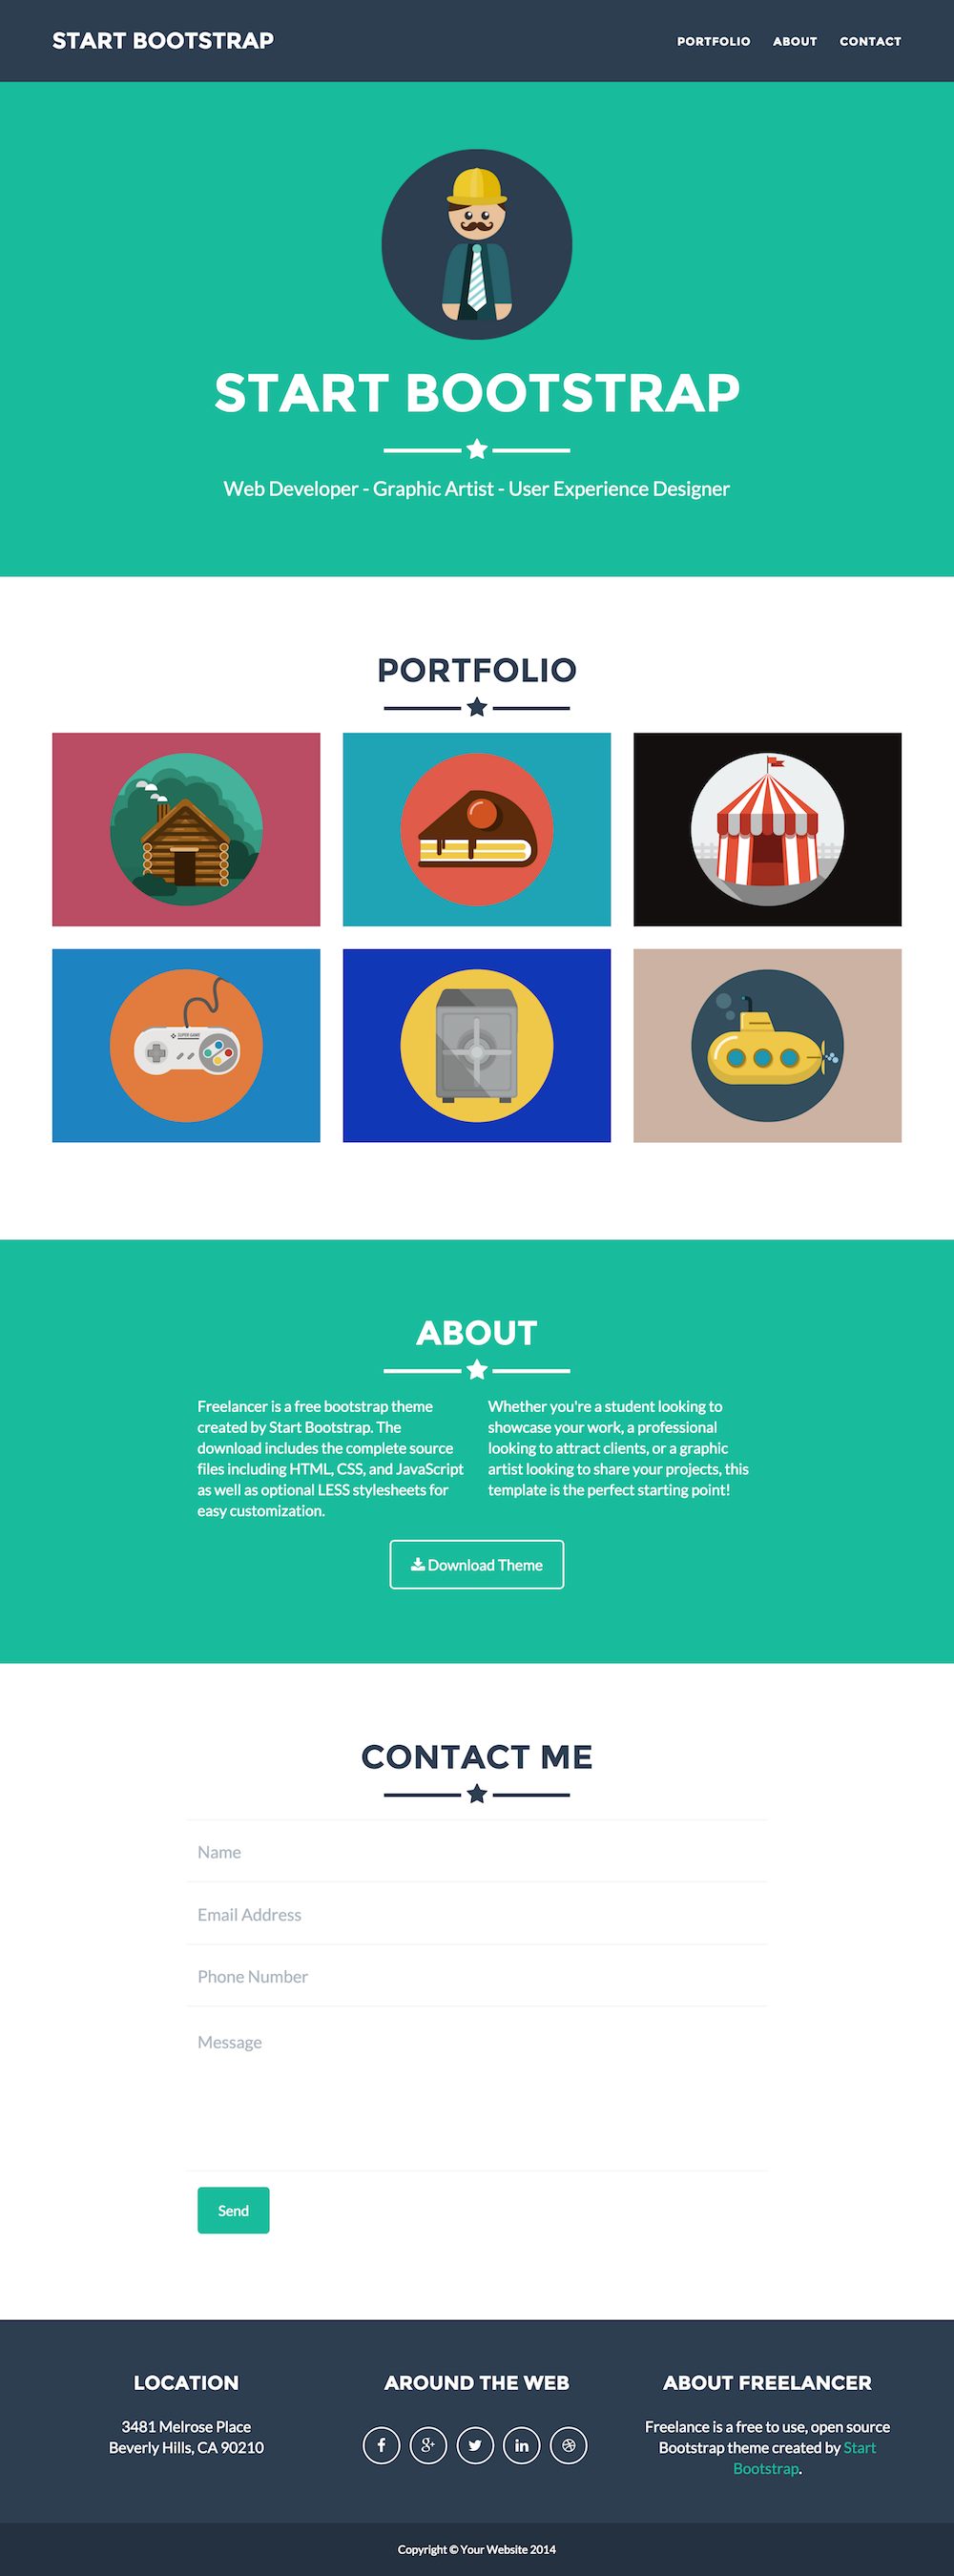 START BOOTSTRAP
PORTFOLIO
ABOUT
CONTACT
START BOOTSTRAP
Web Developer - Graphic Artist - User Experience Designer
PORTFOLIO
SUPER GAME
ABOUT
Freelancer is a free bootstrap theme
created by Start Bootstrap. The
download includes the complete source
files including HTML, CSS, and JavaScript
as well as optional LESS stylesheets for
easy customization.
Whether you're a student looking to
showcase your work, a professional
looking to attract clients, or a graphic
artist looking to share your projects, this
template is the perfect starting point!
Download Theme
CONTACT ME
Name
Email Address
Phone Number
Message
Send
LOCATION
3481 Melrose Place
Beverly Hills, CA 90210
AROUND THE WEB
ABOUT FREELANCER
Freelance is a free to use, open source
Bootstrap theme created by Start
Bootstrap.
Copyright © Your Website 2014